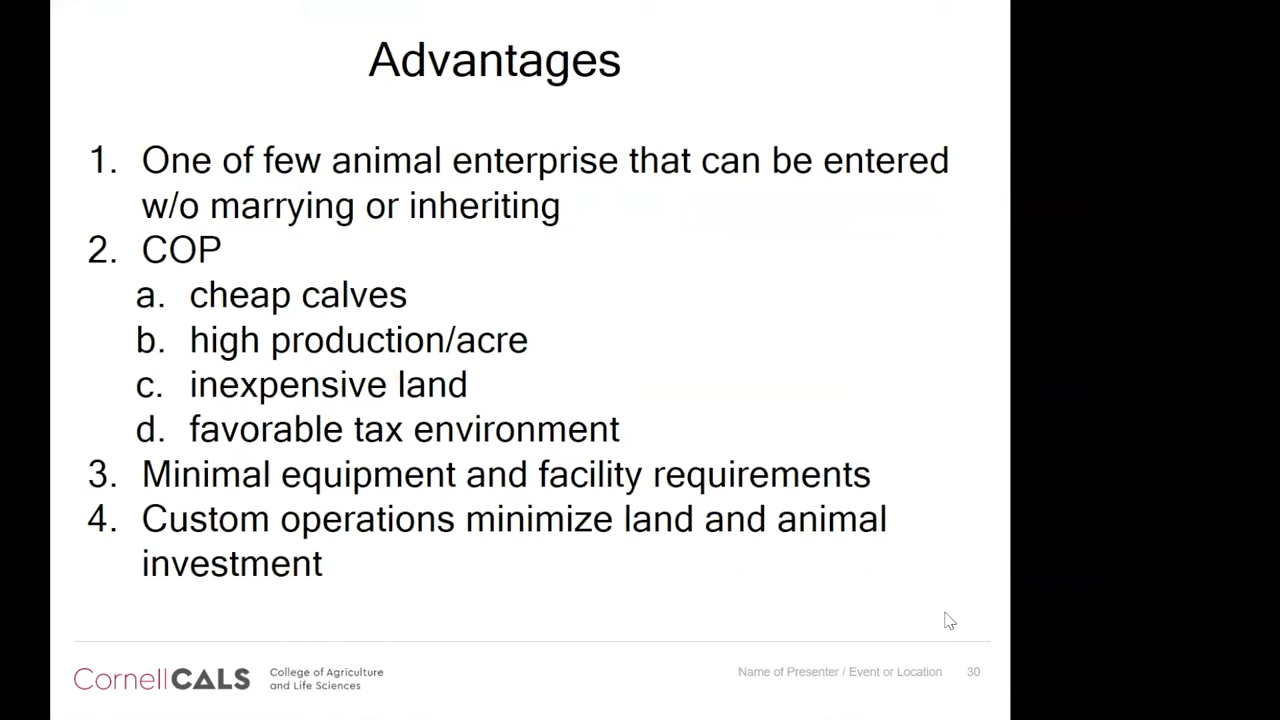 Advantages
1. One of few animal enterprise that can be entered
w/o marrying or inheriting
2. COP
a. cheap calves
b. high production/acre
c. inexpensive land
d. favorable tax environment
3. Minimal equipment and facility requirements
4. Custom operations minimize land and animal
investment
CornellCALS
College of Agriculture
and Life Sciences
Name of Presenter / Event or Location 30